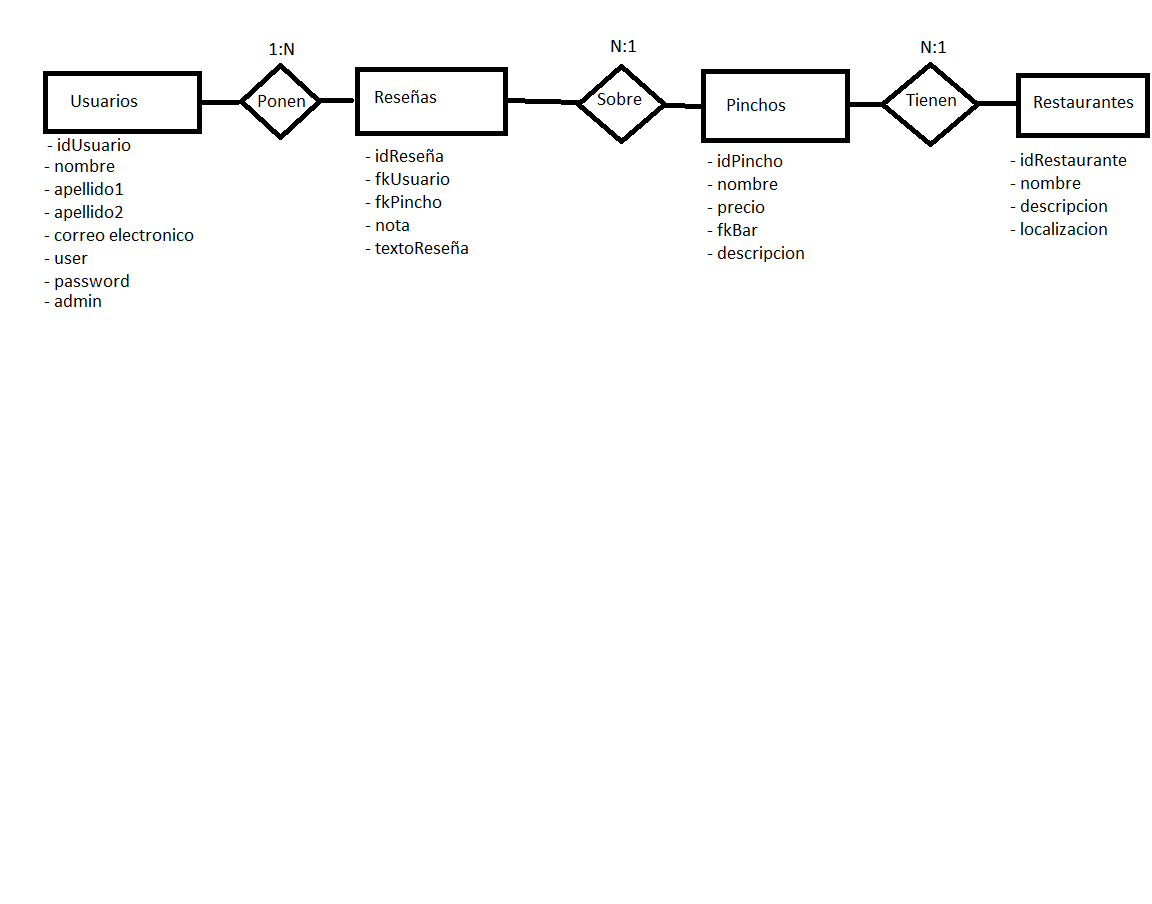 1:N
N:1
N:1
Usuarios
Ponen
Reseñas
Sobre
Pinchos
Tienen
Restaurantes
- idUsuario
- nombre
- apellido1
- apellido2
- correo electronico
- user
- password
- admin
- idReseña
- fkUsuario
- fkPincho
- nota
- textoReseña
- idPincho
- nombre
- precio
- fkBar
- descripcion
- idRestaurante
- nombre
- descripcion
- localizacion